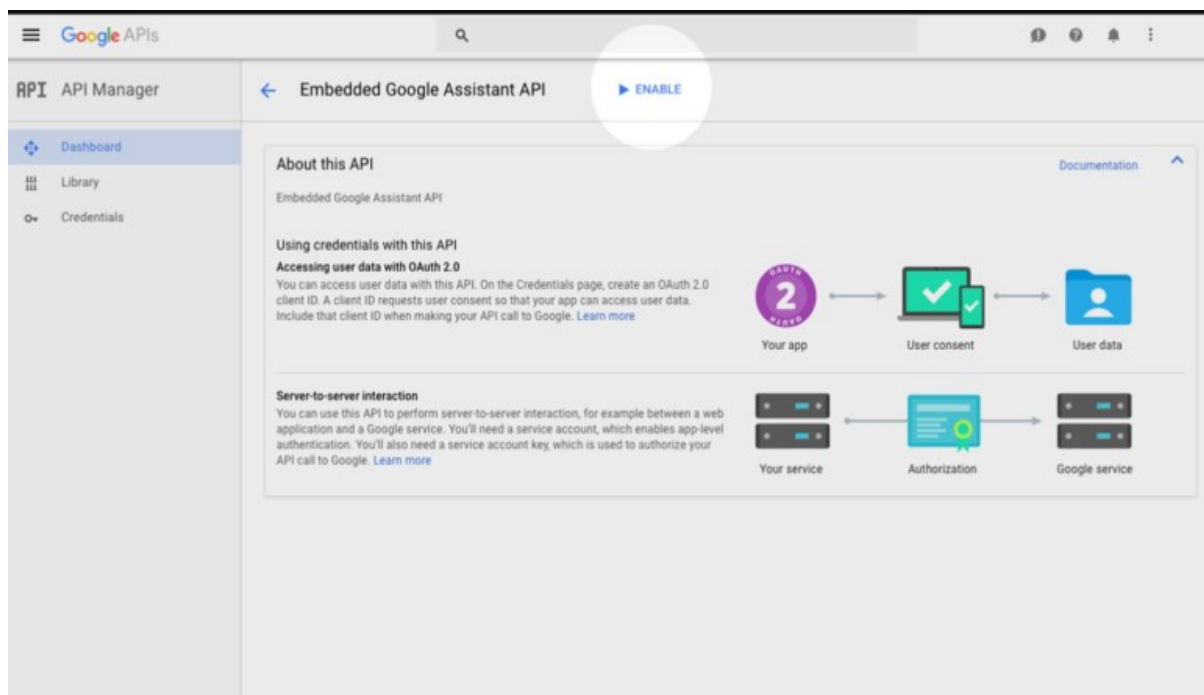 Google APIs
API API Manager
Embedded Google Assistant API
ENABLE
Dashboard
Library
Credentials
About this API
Documentation
Embedded Google Assistant API
Using credentials with this API
Accessing user data with OAuth 2.0
You can access user data with this API. On the Credentials page, create an OAuth 2.0
client ID. A client ID requests user consent so that your app can access user data.
Include that client ID when making your API call to Google. Learn more
OAUTH
2
OAUTH
Your app
User consent
User data
Server-to-server interaction
You can use this API to perform server-to-server interaction, for example between a web
application and a Google service. You'll need a service account, which enables app-level
authentication. You'll also need a service account key, which is used to authorize your
API call to Google. Learn more
Your service
Authorization
Google service